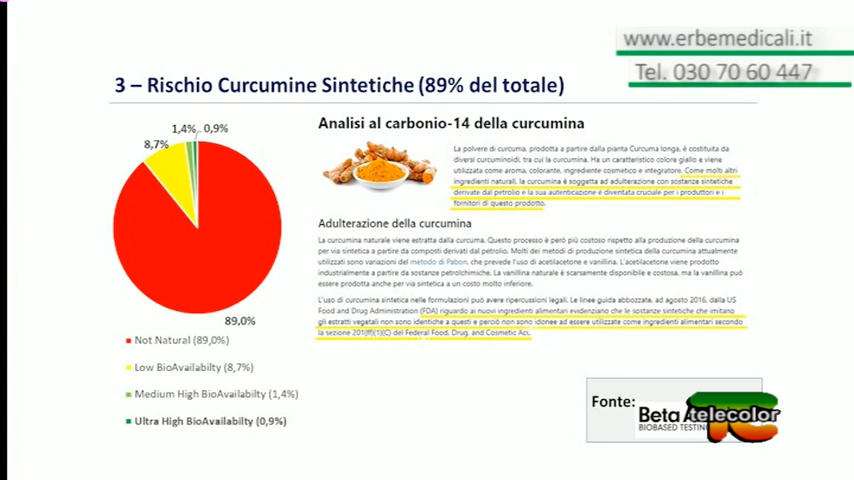 www.erbemedicali.it
Tel. 030 70 60 447
3 – Rischio Curcumine Sintetiche (89% del totale)
1,4%
0,9%
8,7%
89,0%
Not Natural (89,0%)
Low BioAvailabilty (8,7%)
Medium High BioAvailabilty (1,4%)
Ultra High BioAvailabilty (0,9%)
Analisi al carbonio-14 della curcumina
La polvere di curcuma, prodotta a partire dalla pianta Curcuma longa, è costituita da
diversi curcuminoidi, tra cui la curcumina. Ha un caratteristico colore giallo e viene
utilizzata come aroma, colorante, ingrediente cosmetico e integratore. Come molti altri
ingredienti naturali, la curcumina è soggetta ad adulterazione con sostanze sintetiche
derivate dal petrolio e la sua autenticazione è diventata cruciale per i produttori e i
fornitori di questo prodotto.
Adulterazione della curcumina
La curcumina naturale viene estratta dalla curcuma. Questo processo è però più costoso rispetto alla produzione della curcumina
per via sintetica a partire da composti derivati dal petrolio. Molti dei metodi di produzione sintetica della curcumina attualmente
utilizzati sono variazioni del metodo di Pabon, che prevede l'uso di acetilacetone e vanillina. L'acetilacetone viene prodotto
industrialmente a partire da sostanze petrolchimiche. La vanillina naturale è scarsamente disponibile e costosa, ma la vanillina può
essere prodotta anche per via sintetica a un costo molto inferiore.
L'uso di curcumina sintetica nelle formulazioni può avere ripercussioni legali. Le linee guida abbozzate, ad agosto 2016, dalla US
Food and Drug Administration (FDA) riguardo ai nuovi ingredienti alimentari evidenziano che le sostanze sintetiche che imitano
gli estratti vegetali non sono identiche a questi e perciò non sono idonee ad essere utilizzate come ingredienti alimentari secondo
la sezione 201(ff)(1)(C) del Federal Food, Drug, and Cosmetic Act.
Fonte:
Beta A
BIOBASED TESTING
telecolor